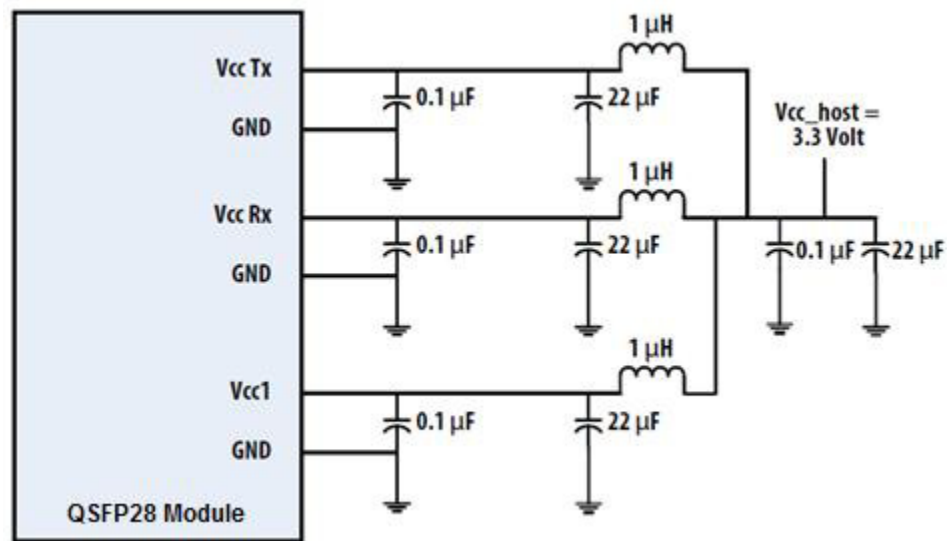 1 µH
Vcc Tx
0.1 µF
22 µF
GND
Vcc_host =
3.3 Volt
1 µH
Vcc Rx
0.1 µF
22 µF
0.1 µF
22 µF
GND
1 µH
Vcc1
0.1 µF
22 µF
GND
QSFP28 Module